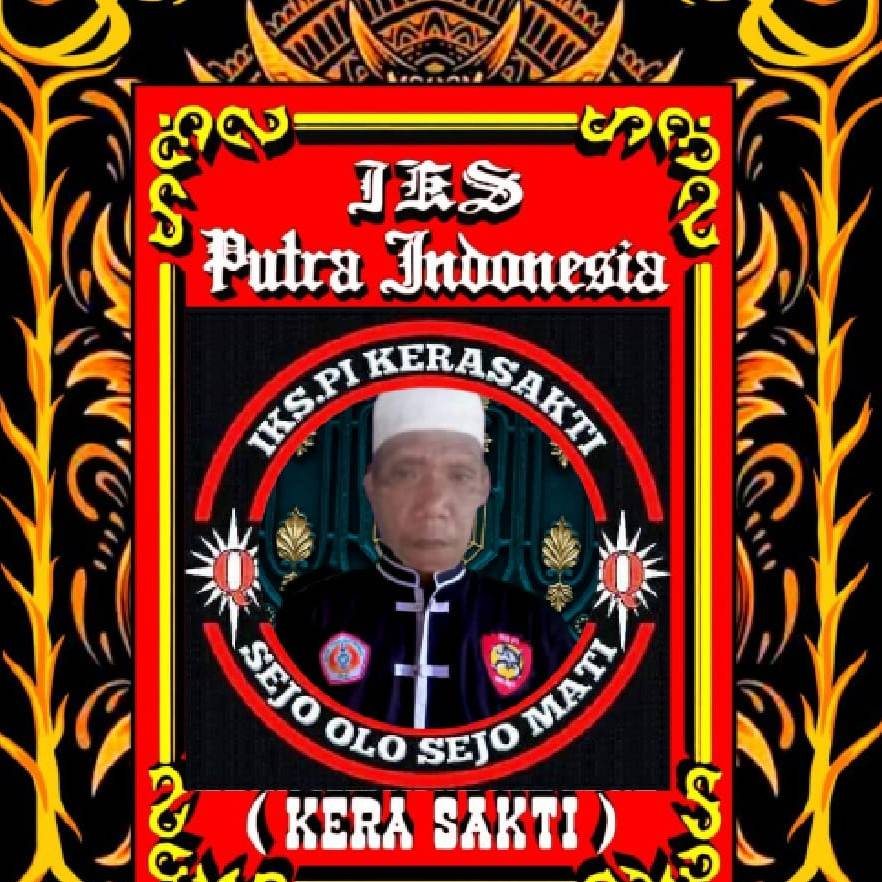 IKS
Putra Indonesia
IKS.PI KERASAKTI
Q Q
SEJO OLO SEJO MATI
( KERA SAKTI )